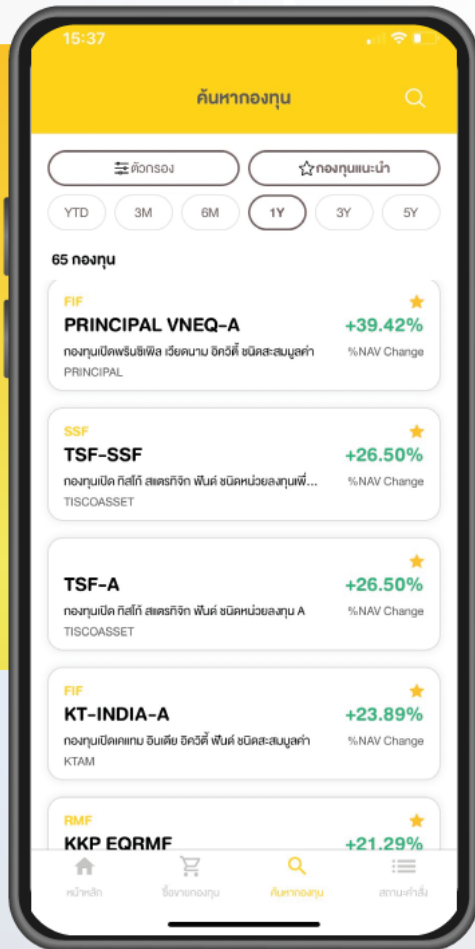 15:37
ค้นหากองทุน
ตัวกรอง
กองทุนแนะนำ
YTD 3M 6M 1Y 3Y 5Y
65 กองทุน
FIF
PRINCIPAL VNEQ-A +39.42%
กองทุนเปิดพรินซิเพิล เวียดนาม อิควิตี้ ชนิดสะสมมูลค่า %NAV Change
PRINCIPAL
SSF
TSF-SSF +26.50%
กองทุนเปิด ทิสโก้ สแตรทิจิก ฟันด์ ชนิดหน่วยลงทุนเพื่... %NAV Change
TISCOASSET
TSF-A +26.50%
กองทุนเปิด ทิสโก้ สแตรทิจิก ฟันด์ ชนิดหน่วยลงทุน A %NAV Change
TISCOASSET
FIF
KT-INDIA-A +23.89%
กองทุนเปิดเคแทม อินเดีย อิควิตี้ ฟันด์ ชนิดสะสมมูลค่า %NAV Change
KTAM
RMF
KKP EQRMF +21.29%
หน้าหลัก ซื้อขายกองทุน ค้นหากองทุน สถานะคำสั่ง